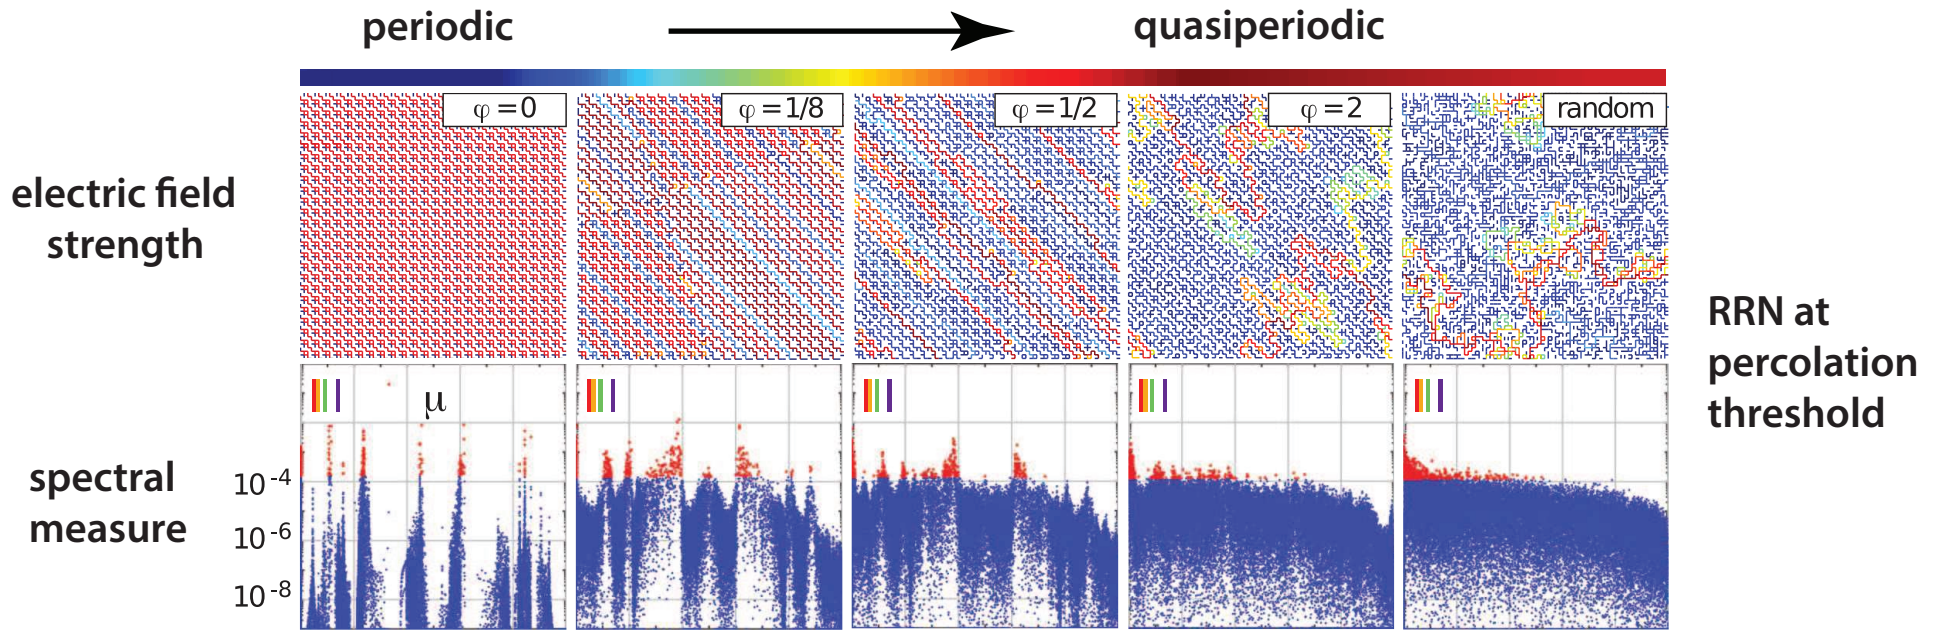 periodic
quasiperiodic
φ = 0
φ = 1/8
φ = 1/2
φ = 2
random
electric field
strength
RRN at
percolation
threshold
μ
spectral
measure
10-4
10-6
10-8